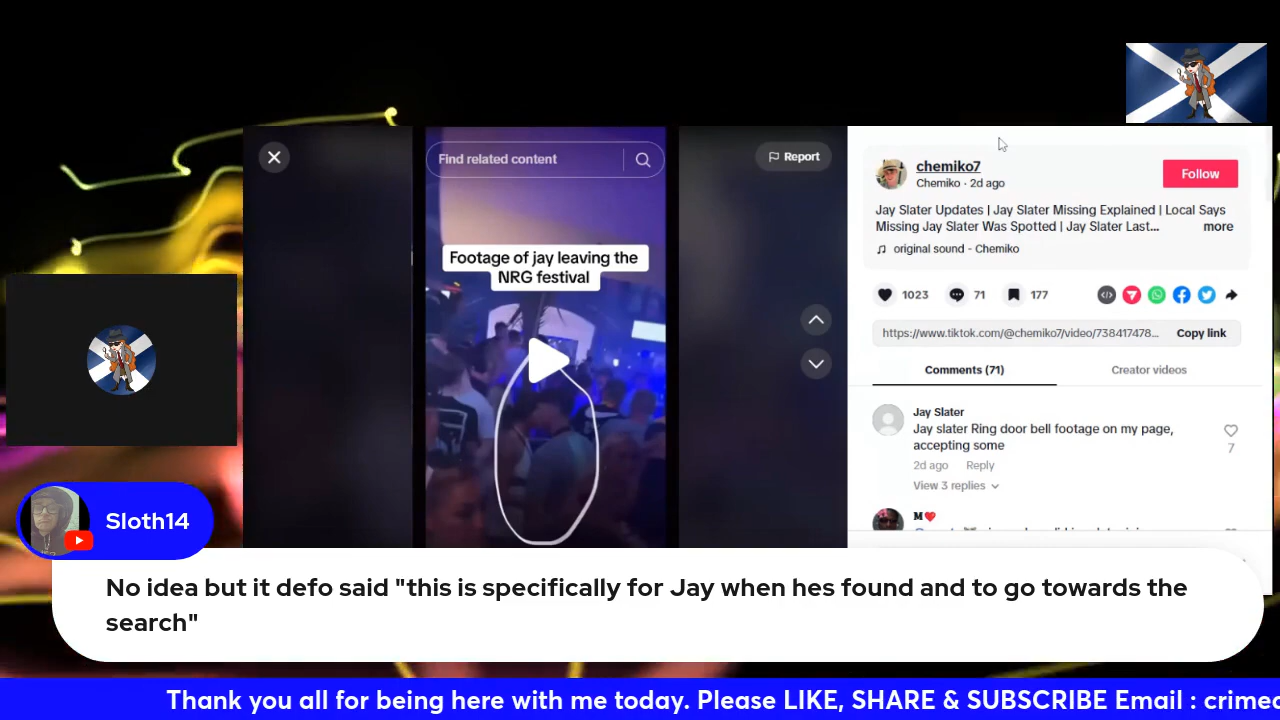 Find related content
Report
Footage of jay leaving the
NRG festival
chemiko7
Chemiko · 2d ago
Follow
Jay Slater Updates | Jay Slater Missing Explained | Local Says
Missing Jay Slater Was Spotted | Jay Slater Last... more
original sound - Chemiko
1023 71 177
https://www.tiktok.com/@chemiko7/video/738417478... Copy link
Comments (71) Creator videos
Jay Slater
Jay slater Ring door bell footage on my page,
accepting some
7
2d ago Reply
View 3 replies
M❤️
Sloth14
No idea but it defo said "this is specifically for Jay when hes found and to go towards the
search"
Thank you all for being here with me today. Please LIKE, SHARE & SUBSCRIBE Email :